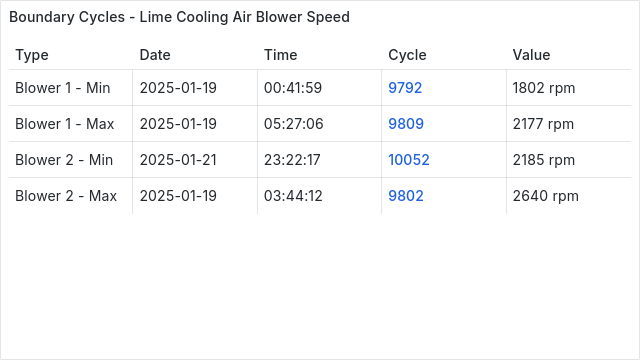 Boundary Cycles - Lime Cooling Air Blower Speed
Type Date Time Cycle Value
Blower 1 - Min 2025-01-19 00:41:59 9792 1802 rpm
Blower 1 - Max 2025-01-19 05:27:06 9809 2177 rpm
Blower 2 - Min 2025-01-21 23:22:17 10052 2185 rpm
Blower 2 - Max 2025-01-19 03:44:12 9802 2640 rpm